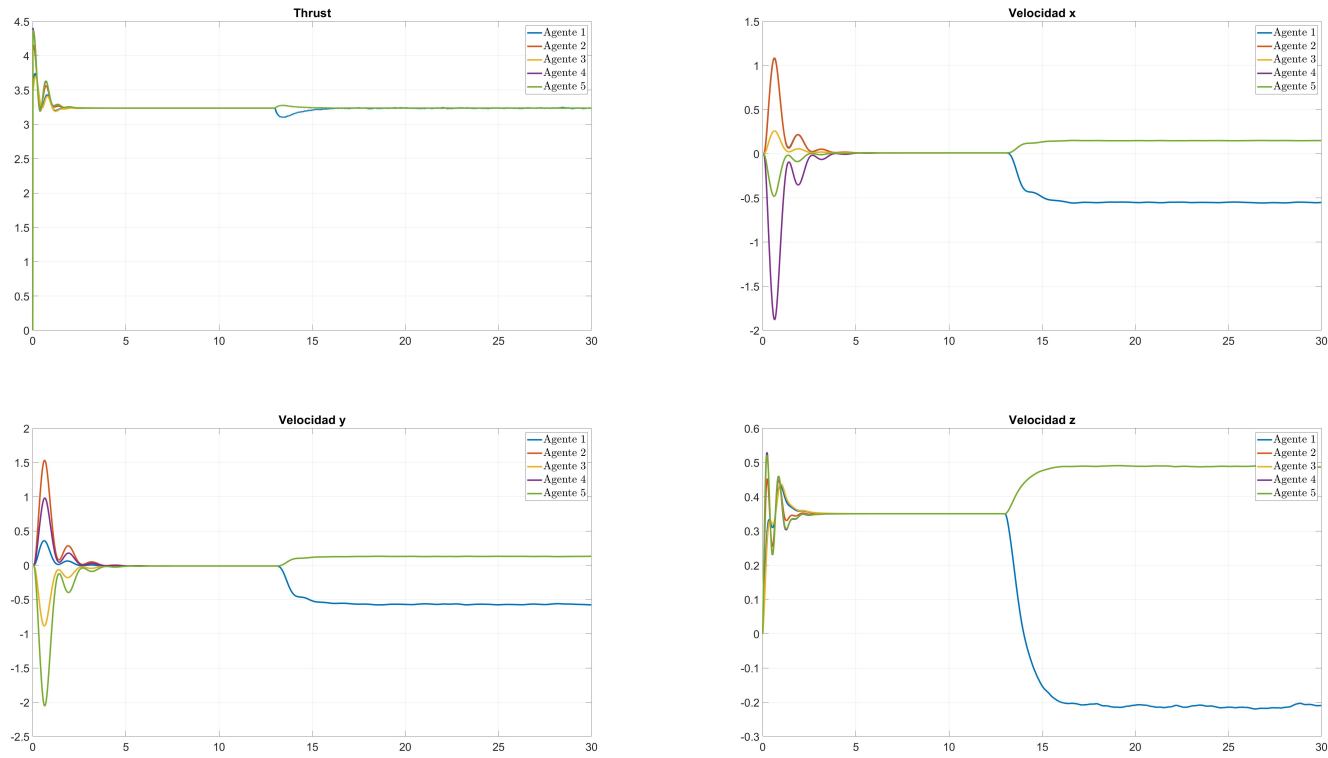 Thrust
4.5
4
3.5
3
2.5
2
1.5
1
0.5
0
0 5 10 15 20 25 30
Agente 1
Agente 2
Agente 3
Agente 4
Agente 5
Velocidad x
1.5
1
0.5
0
-0.5
-1
-1.5
-2
0 5 10 15 20 25 30
Agente 1
Agente 2
Agente 3
Agente 4
Agente 5
Velocidad y
2
1.5
1
0.5
0
-0.5
-1
-1.5
-2
-2.5
0 5 10 15 20 25 30
Agente 1
Agente 2
Agente 3
Agente 4
Agente 5
Velocidad z
0.6
0.5
0.4
0.3
0.2
0.1
0
-0.1
-0.2
-0.3
0 5 10 15 20 25 30
Agente 1
Agente 2
Agente 3
Agente 4
Agente 5